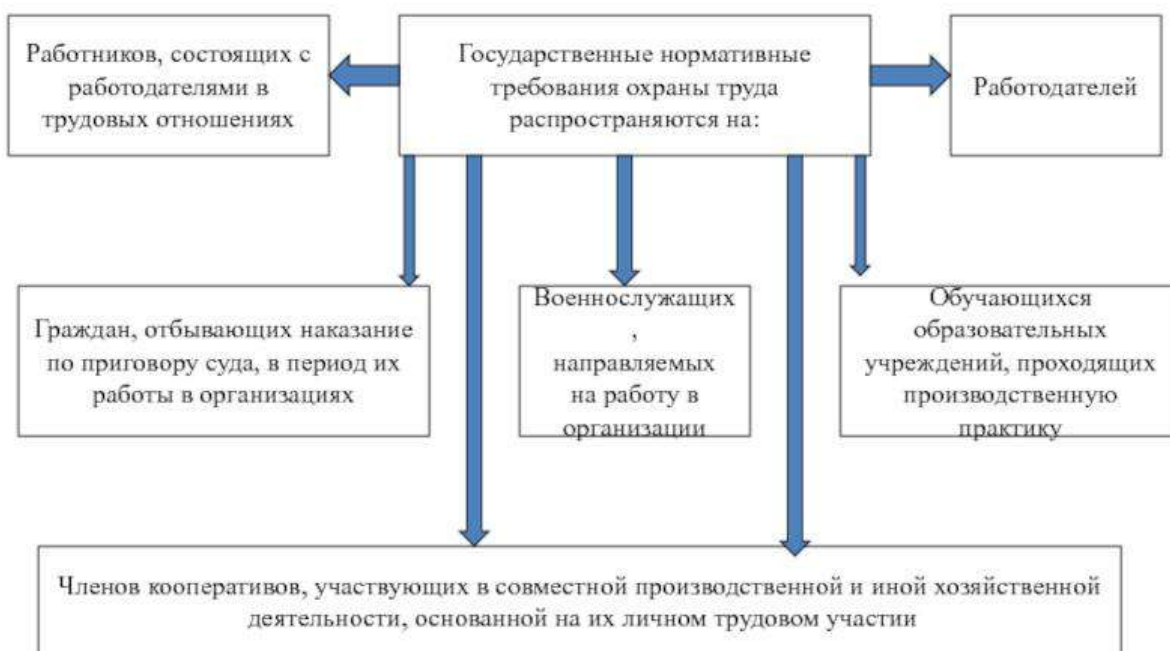 Работников, состоящих с
работодателями в
трудовых отношениях
Государственные нормативные
требования охраны труда
распространяются на:
Работодателей
Граждан, отбывающих наказание
по приговору суда, в период их
работы в организациях
Военнослужащих
,
направляемых
на работу в
организации
Обучающихся
образовательных
учреждений, проходящих
производственную
практику
Членов кооперативов, участвующих в совместной производственной и иной хозяйственной
деятельности, основанной на их личном трудовом участии